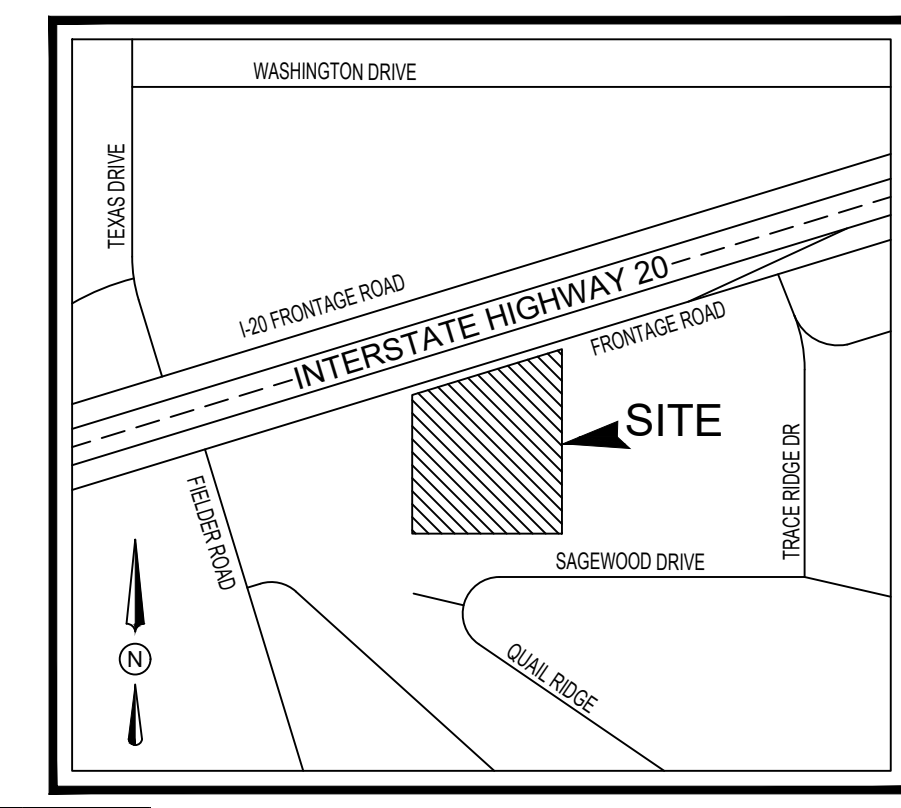 WASHINGTON DRIVE
TEXAS DRIVE
I-20 FRONTAGE ROAD
INTERSTATE HIGHWAY 20
FRONTAGE ROAD
SITE
TRACE RIDGE DR
FIELDER ROAD
SAGEWOOD DRIVE
QUAIL RIDGE
N